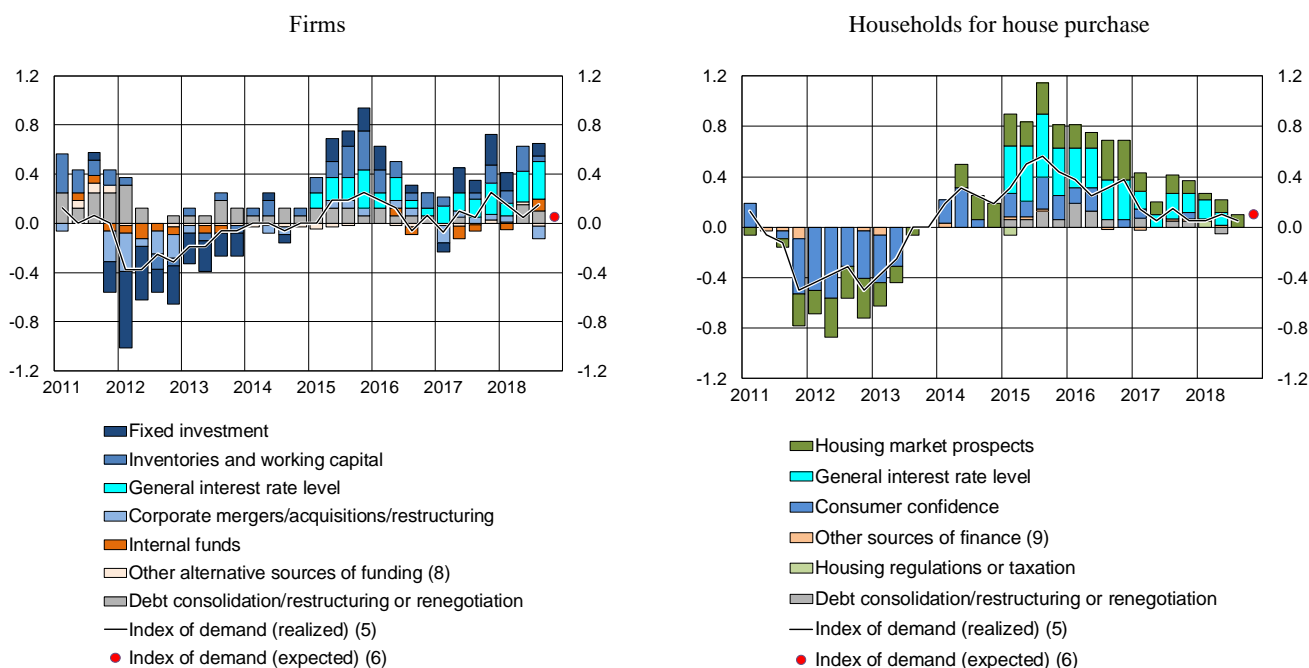 Firms
1.2
0.8
0.4
0.0
-0.4
-0.8
-1.2
1.2
0.8
0.4
0.0
-0.4
-0.8
-1.2
2011 2012 2013 2014 2015 2016 2017 2018
Fixed investment
Inventories and working capital
General interest rate level
Corporate mergers/acquisitions/restructuring
Internal funds
Other alternative sources of funding (8)
Debt consolidation/restructuring or renegotiation
Index of demand (realized) (5)
Index of demand (expected) (6)
Households for house purchase
1.2
0.8
0.4
0.0
-0.4
-0.8
-1.2
1.2
0.8
0.4
0.0
-0.4
-0.8
-1.2
2011 2012 2013 2014 2015 2016 2017 2018
Housing market prospects
General interest rate level
Consumer confidence
Other sources of finance (9)
Housing regulations or taxation
Debt consolidation/restructuring or renegotiation
Index of demand (realized) (5)
Index of demand (expected) (6)